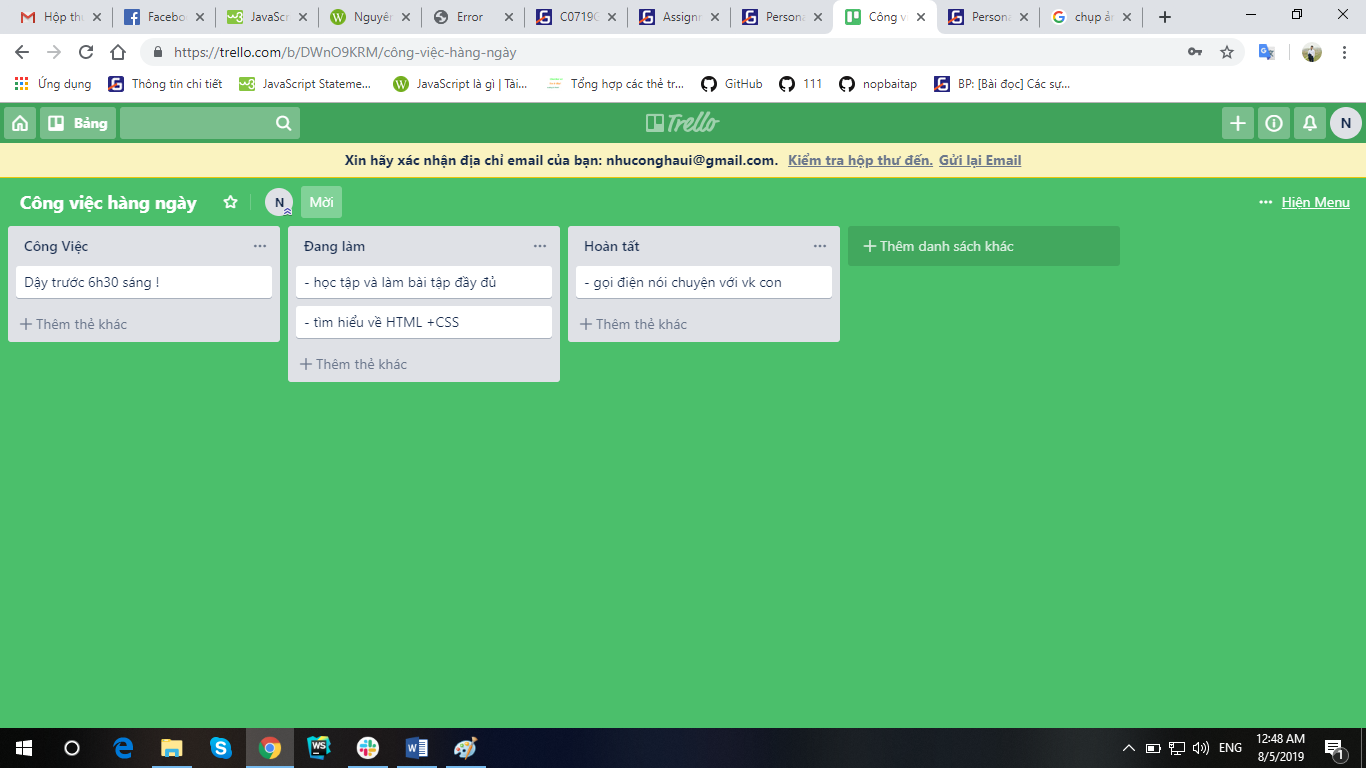 Hộp th
Facebo
JavaScr
Nguyên
Error
C0719G
Assignm
Persona
Công v
Persona
chụp ản
https://trello.com/b/DWnO9KRM/công-việc-hàng-ngày
Ứng dụng
Thông tin chi tiết
JavaScript Stateme...
JavaScript là gì | Tài...
Tổng hợp các thẻ tr...
GitHub
111
nopbaitap
BP: [Bài đọc] Các sự...
Bảng
Trello
N
Xin hãy xác nhận địa chỉ email của bạn: nhuconghaui@gmail.com. Kiểm tra hộp thư đến. Gửi lại Email
Công việc hàng ngày
N
Mời
Hiện Menu
Công Việc
Dậy trước 6h30 sáng !
Thêm thẻ khác
Đang làm
- học tập và làm bài tập đầy đủ
- tìm hiểu về HTML +CSS
Thêm thẻ khác
Hoàn tất
- gọi điện nói chuyện với vk con
Thêm thẻ khác
Thêm danh sách khác
ENG
12:48 AM
8/5/2019
1